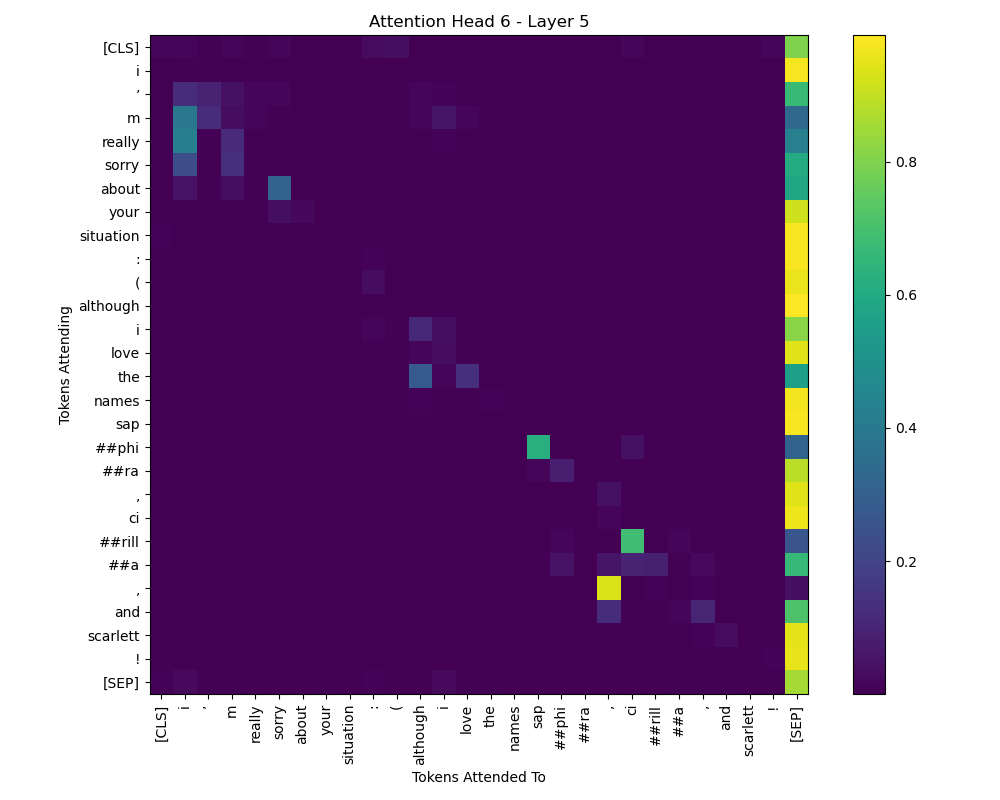 Attention Head 6 - Layer 5
[CLS]
i
’
m
really
sorry
about
your
situation
:
(
although
i
love
the
names
sap
##phi
##ra
,
ci
##rill
##a
,
and
scarlett
!
[SEP]
Tokens Attending
[CLS]
i
’
m
really
sorry
about
your
situation
:
(
although
i
love
the
names
sap
##phi
##ra
,
ci
##rill
##a
,
and
scarlett
!
[SEP]
Tokens Attended To
0.8
0.6
0.4
0.2